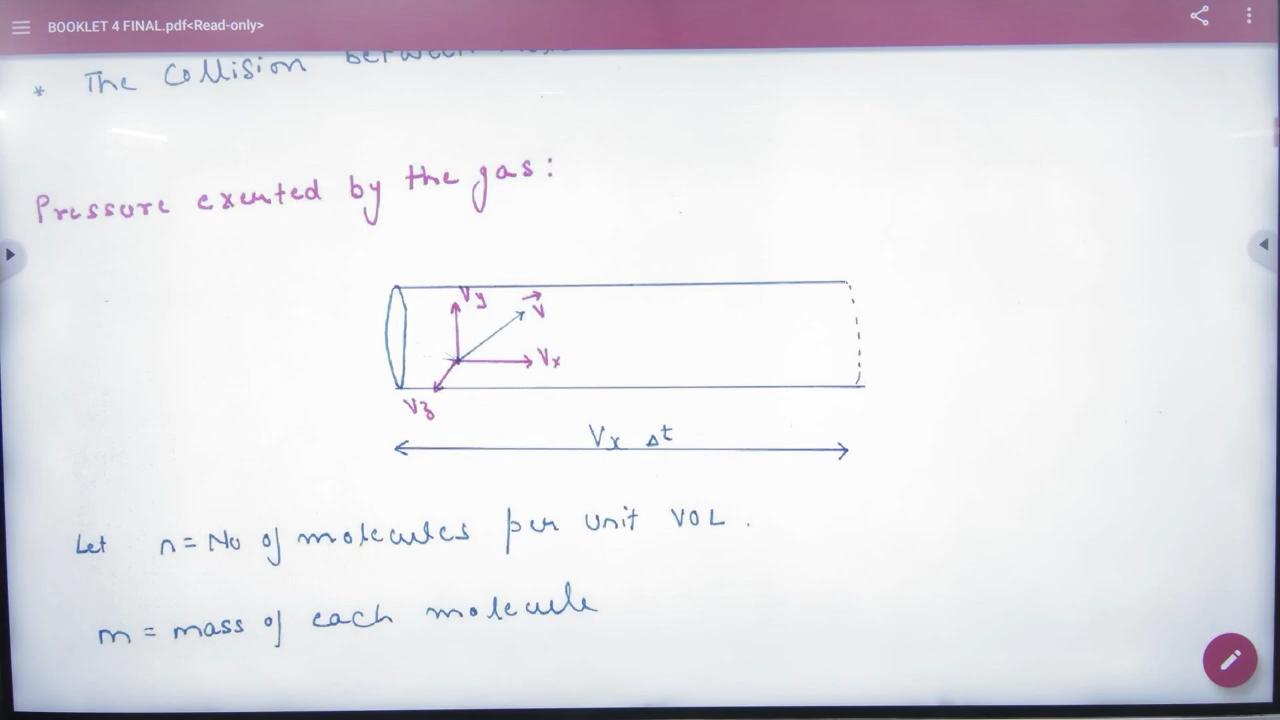 BOOKLET 4 FINAL.pdf<Read-only>
* The Collision between
Pressure exerted by the gas:
Vy
V
Vx
Vz
Vx Δt
Let n = No of molecules per unit VOL.
m = mass of each molecule